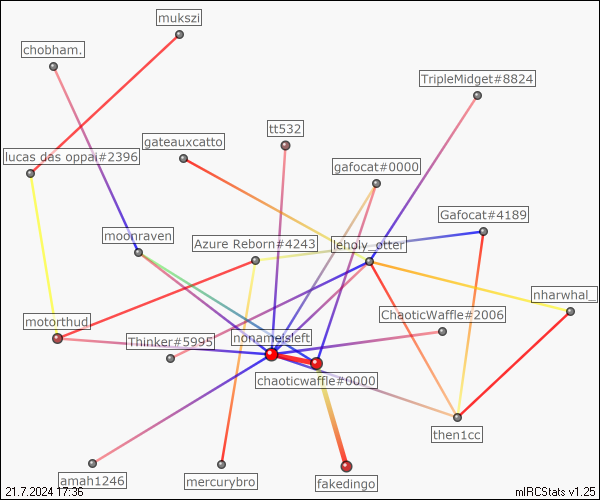 mukszi
chobham.
TripleMidget#8824
tt532
gateauxcatto
lucas das oppai#2396
gafocat#0000
Gafocat#4189
moonraven
Azure Reborn#4243
leholy_otter
nharwhal_
motorthud
ChaoticWaffle#2006
Thinker#5995
nonameisleft
chaoticwaffle#0000
then1cc
amah1246
mercurybro
fakedingo
21.7.2024 17:36
mIRCStats v1.25